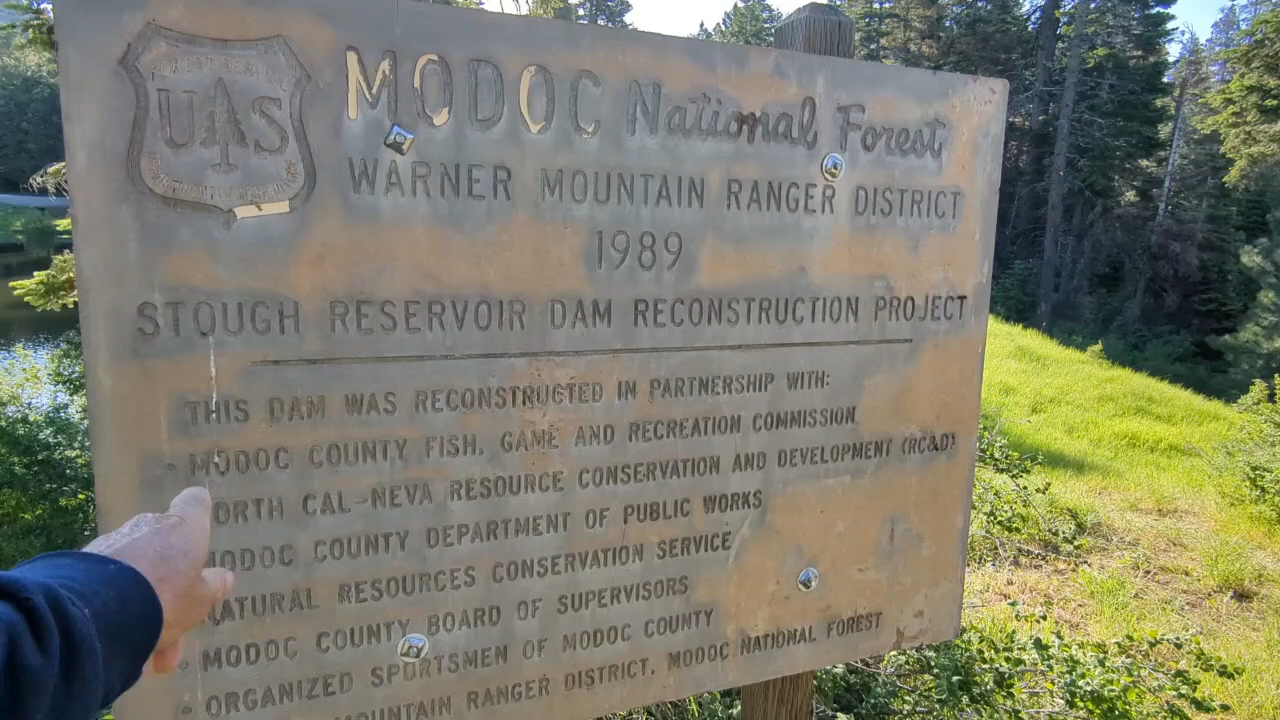 FOREST SERVICE
US
MODOC National Forest
WARNER MOUNTAIN RANGER DISTRICT
1989
STOUGH RESERVOIR DAM RECONSTRUCTION PROJECT
THIS DAM WAS RECONSTRUCTED IN PARTNERSHIP WITH:
• MODOC COUNTY FISH, GAME AND RECREATION COMMISSION
ORTH CAL-NEVA RESOURCE CONSERVATION AND DEVELOPMENT (RC&D)
MODOC COUNTY DEPARTMENT OF PUBLIC WORKS
NATURAL RESOURCES CONSERVATION SERVICE
• MODOC COUNTY BOARD OF SUPERVISORS
• ORGANIZED SPORTSMEN OF MODOC COUNTY
MOUNTAIN RANGER DISTRICT, MODOC NATIONAL FOREST